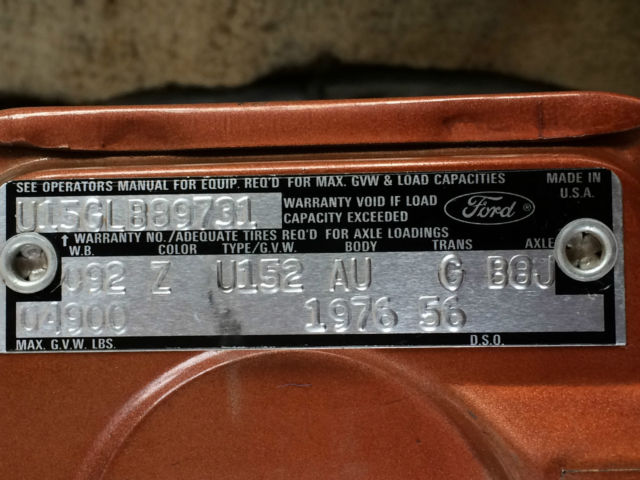 SEE OPERATORS MANUAL FOR EQUIP. REQ'D FOR MAX. GVW & LOAD CAPACITIES
MADE IN U.S.A.
U15GLB89731
WARRANTY VOID IF LOAD CAPACITY EXCEEDED
Ford ®
↑ WARRANTY NO./ADEQUATE TIRES REQ'D FOR AXLE LOADINGS
W.B. COLOR TYPE/G.V.W. BODY TRANS AXLE
092 Z U152 AU G B8J
04900 1976 56
MAX. G.V.W. LBS. D.S.O.